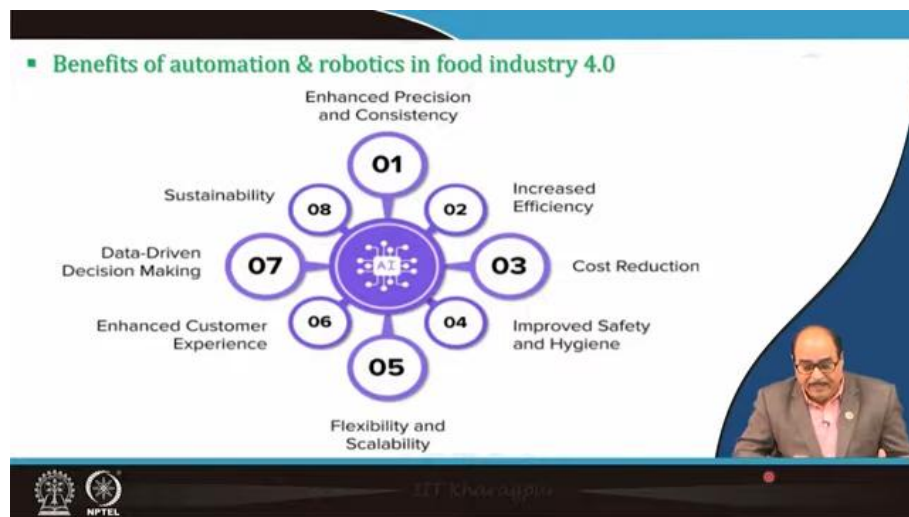 ▪ Benefits of automation & robotics in food industry 4.0
Enhanced Precision
and Consistency
01
Increased
Efficiency
02
Cost Reduction
03
Improved Safety
and Hygiene
04
Flexibility and
Scalability
05
Enhanced Customer
Experience
06
Data-Driven
Decision Making
07
Sustainability
08
AI
NPTEL
IIT Kharagpur